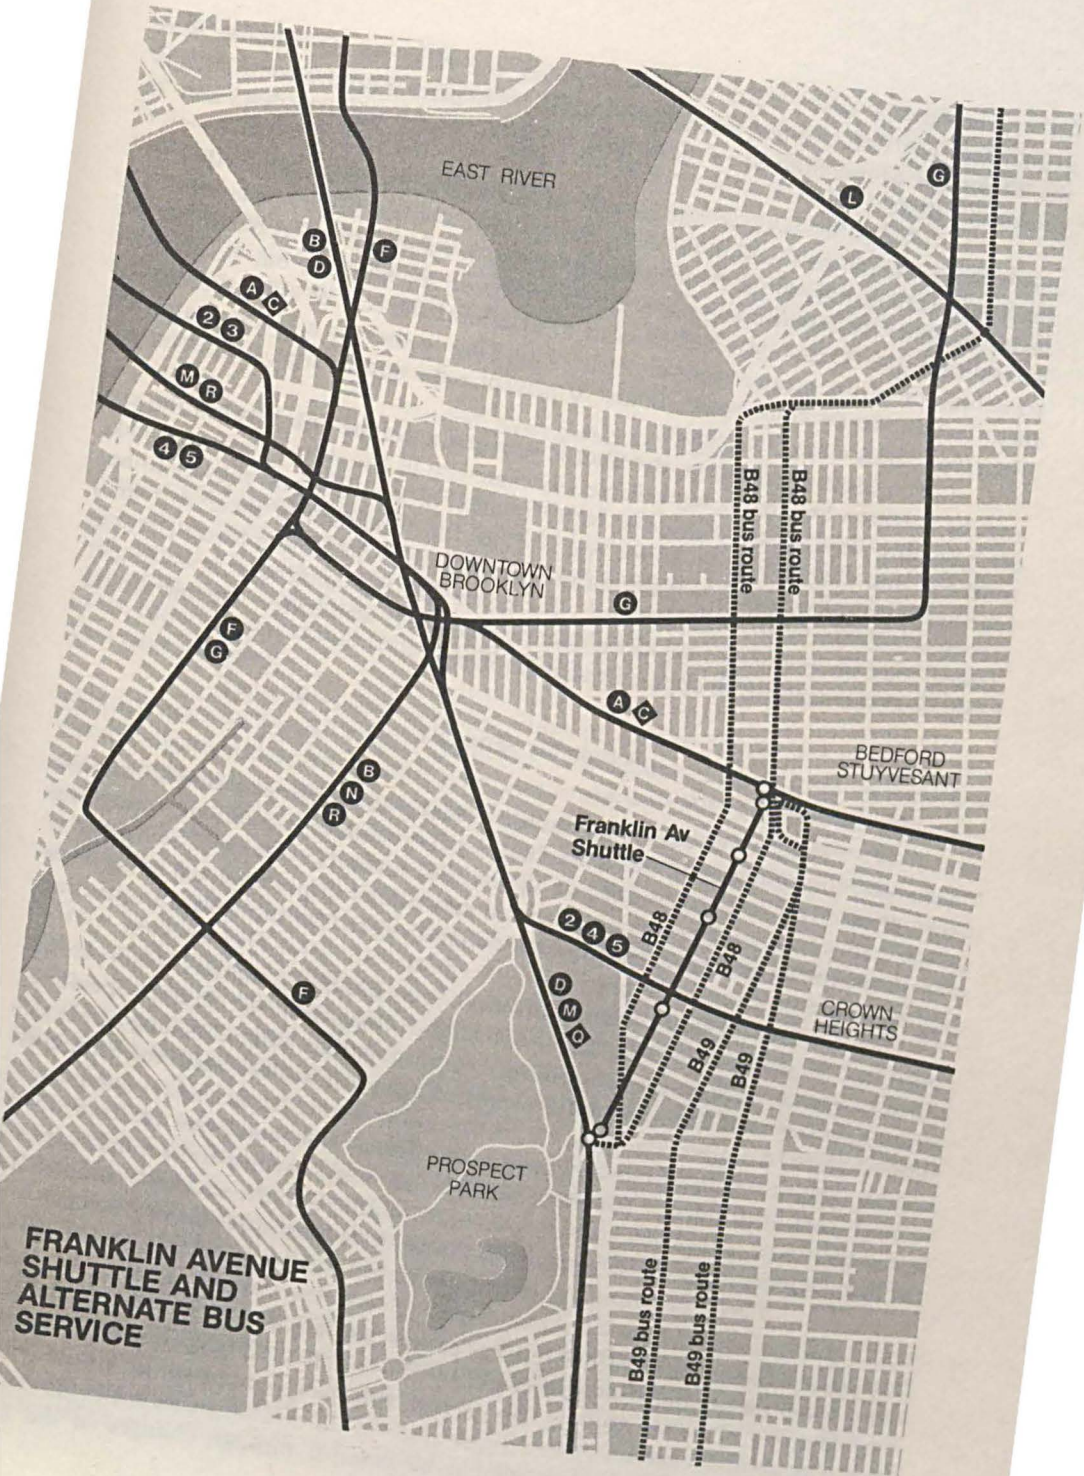 EAST RIVER
L
G
B
D
F
A C
2 3
M R
4 5
B48 bus route
B48 bus route
DOWNTOWN
BROOKLYN
G
F
G
A C
BEDFORD
STUYVESANT
B
N
R
Franklin Av
Shuttle
2 4 5
B48
B48
D
M
Q
F
CROWN
HEIGHTS
B49
B49
PROSPECT
PARK
FRANKLIN AVENUE
SHUTTLE AND
ALTERNATE BUS
SERVICE
B49 bus route
B49 bus route